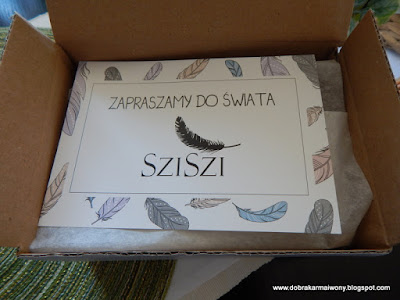 ZAPRASZAMY DO ŚWIATA
SZISZI
www.dobrakarmaiwony.blogspot.com